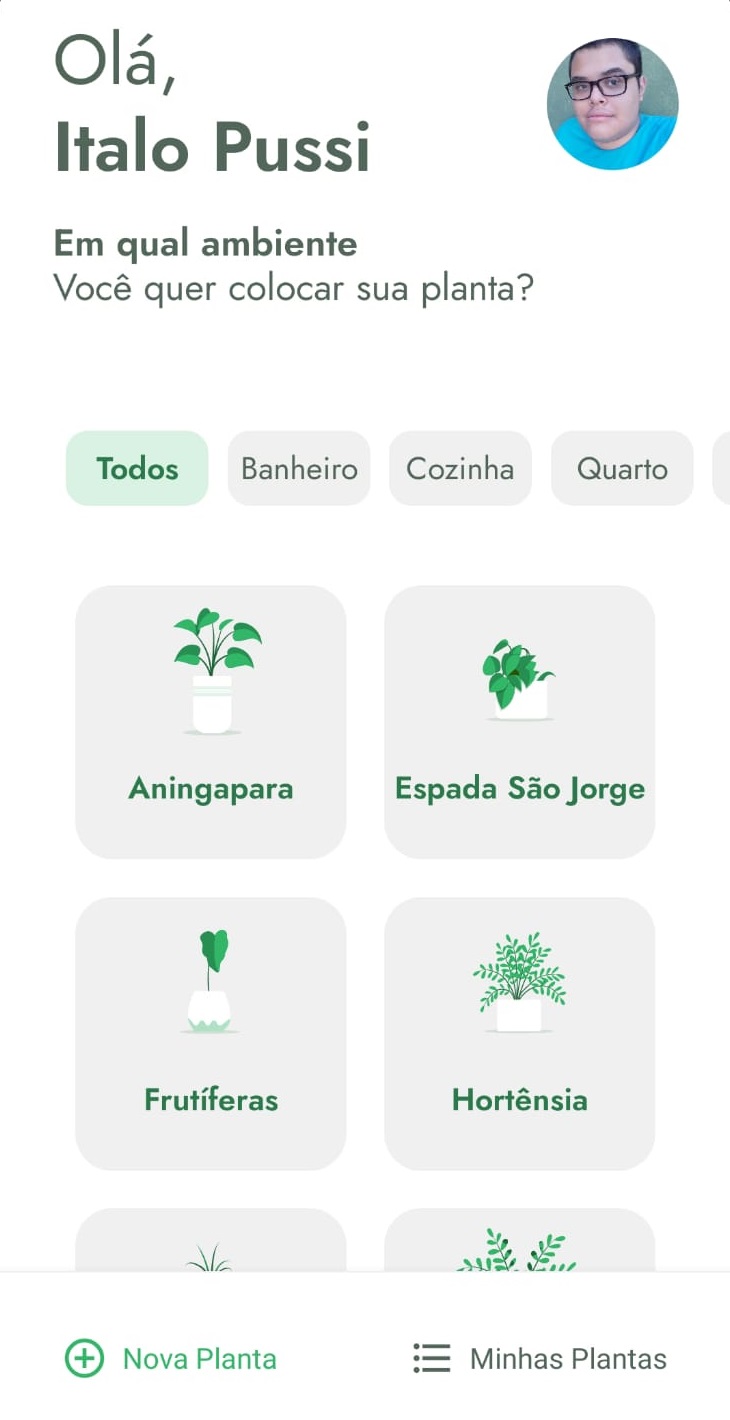 Olá,
Italo Pussi
Em qual ambiente
Você quer colocar sua planta?
Todos
Banheiro
Cozinha
Quarto
Aningapara
Espada São Jorge
Frutíferas
Hortênsia
Nova Planta
Minhas Plantas